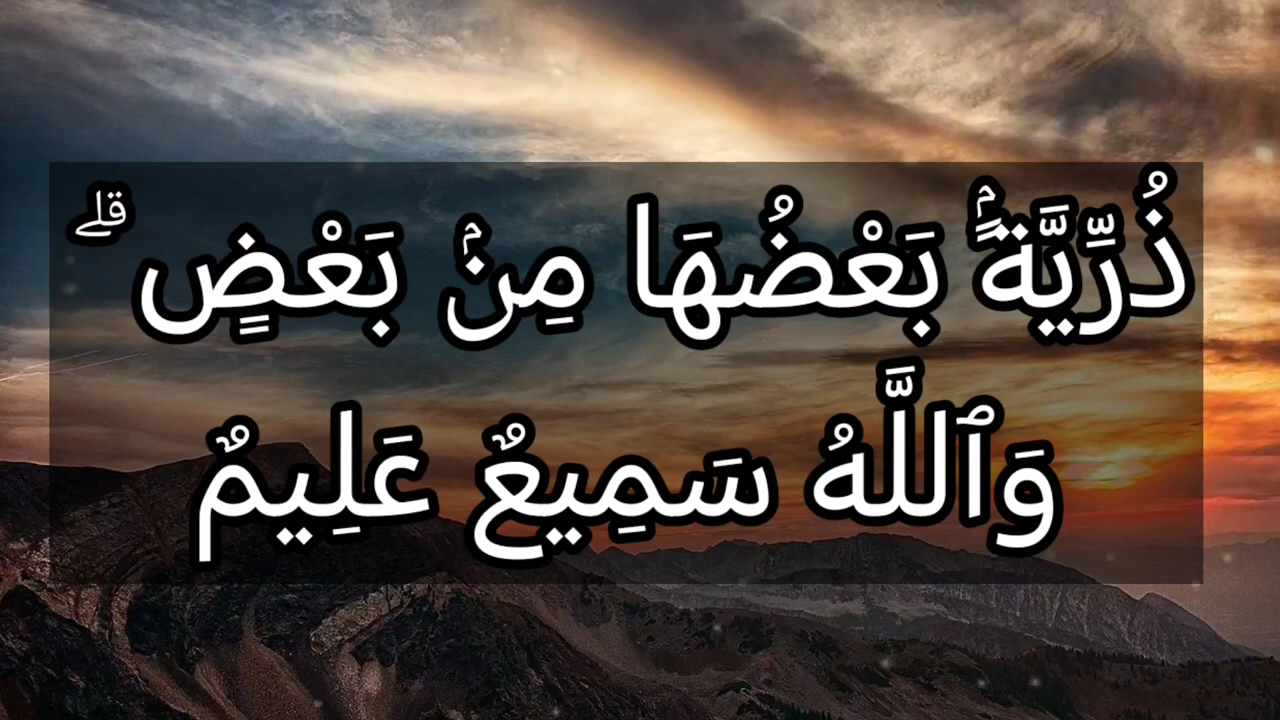 ذُرِّيَّةًۢ بَعْضُهَا مِنۢ بَعْضٍ ۗ
وَٱللَّهُ سَمِيعٌ عَلِيمٌ